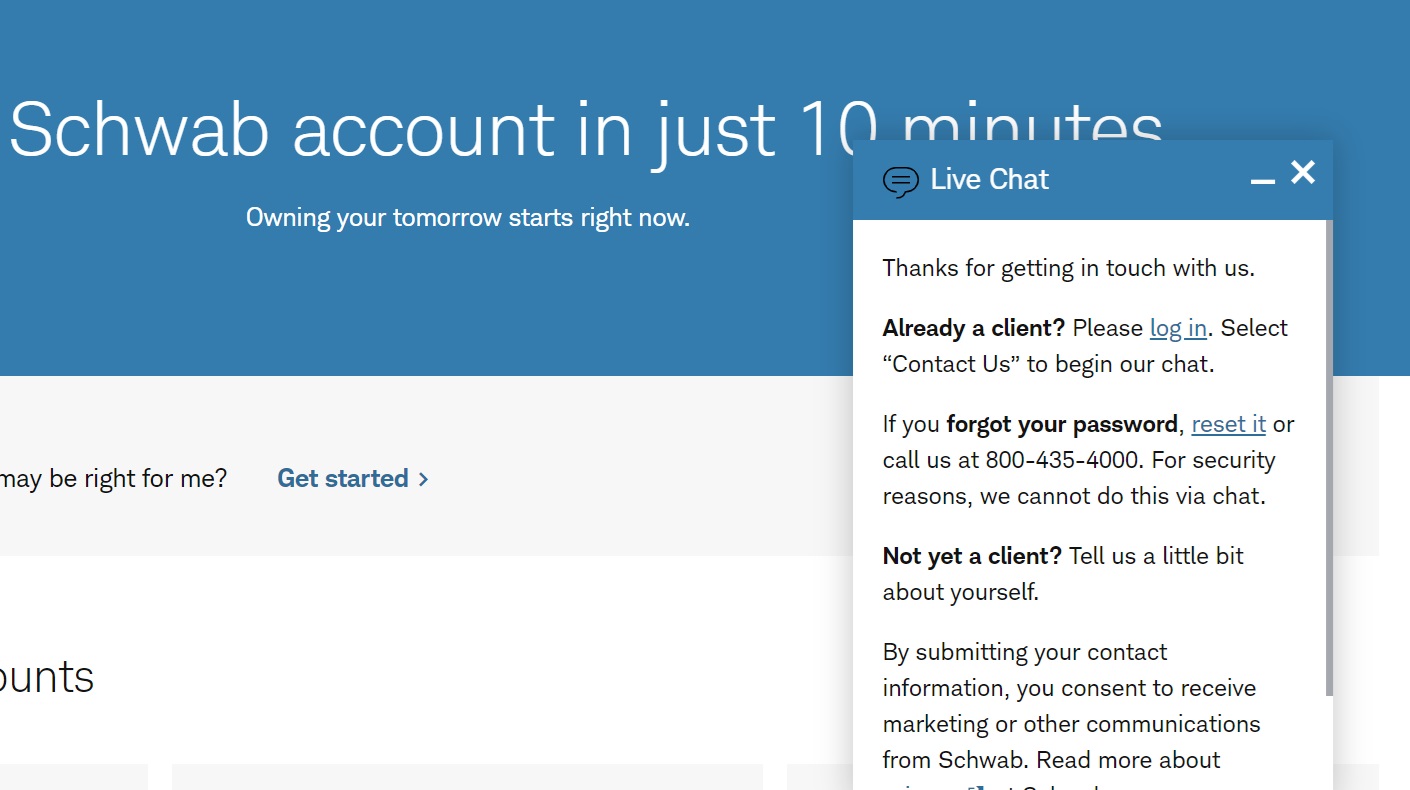 Schwab account in just 10 minutes
Owning your tomorrow starts right now.
may be right for me? Get started >
Live Chat
Thanks for getting in touch with us.
Already a client? Please log in. Select
“Contact Us” to begin our chat.
If you forgot your password, reset it or
call us at 800-435-4000. For security
reasons, we cannot do this via chat.
Not yet a client? Tell us a little bit
about yourself.
By submitting your contact
information, you consent to receive
marketing or other communications
from Schwab. Read more about